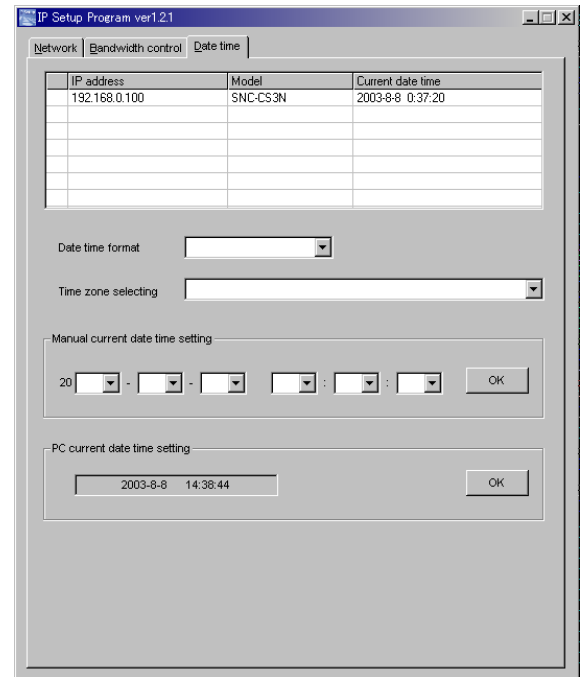 IP Setup Program ver1.2.1
Network Bandwidth control Date time
IP address Model Current date time
192.168.0.100 SNC-CS3N 2003-8-8 0:37:20
Date time format
Time zone selecting
Manual current date time setting
20 - - : : OK
PC current date time setting
2003-8-8 14:38:44 OK